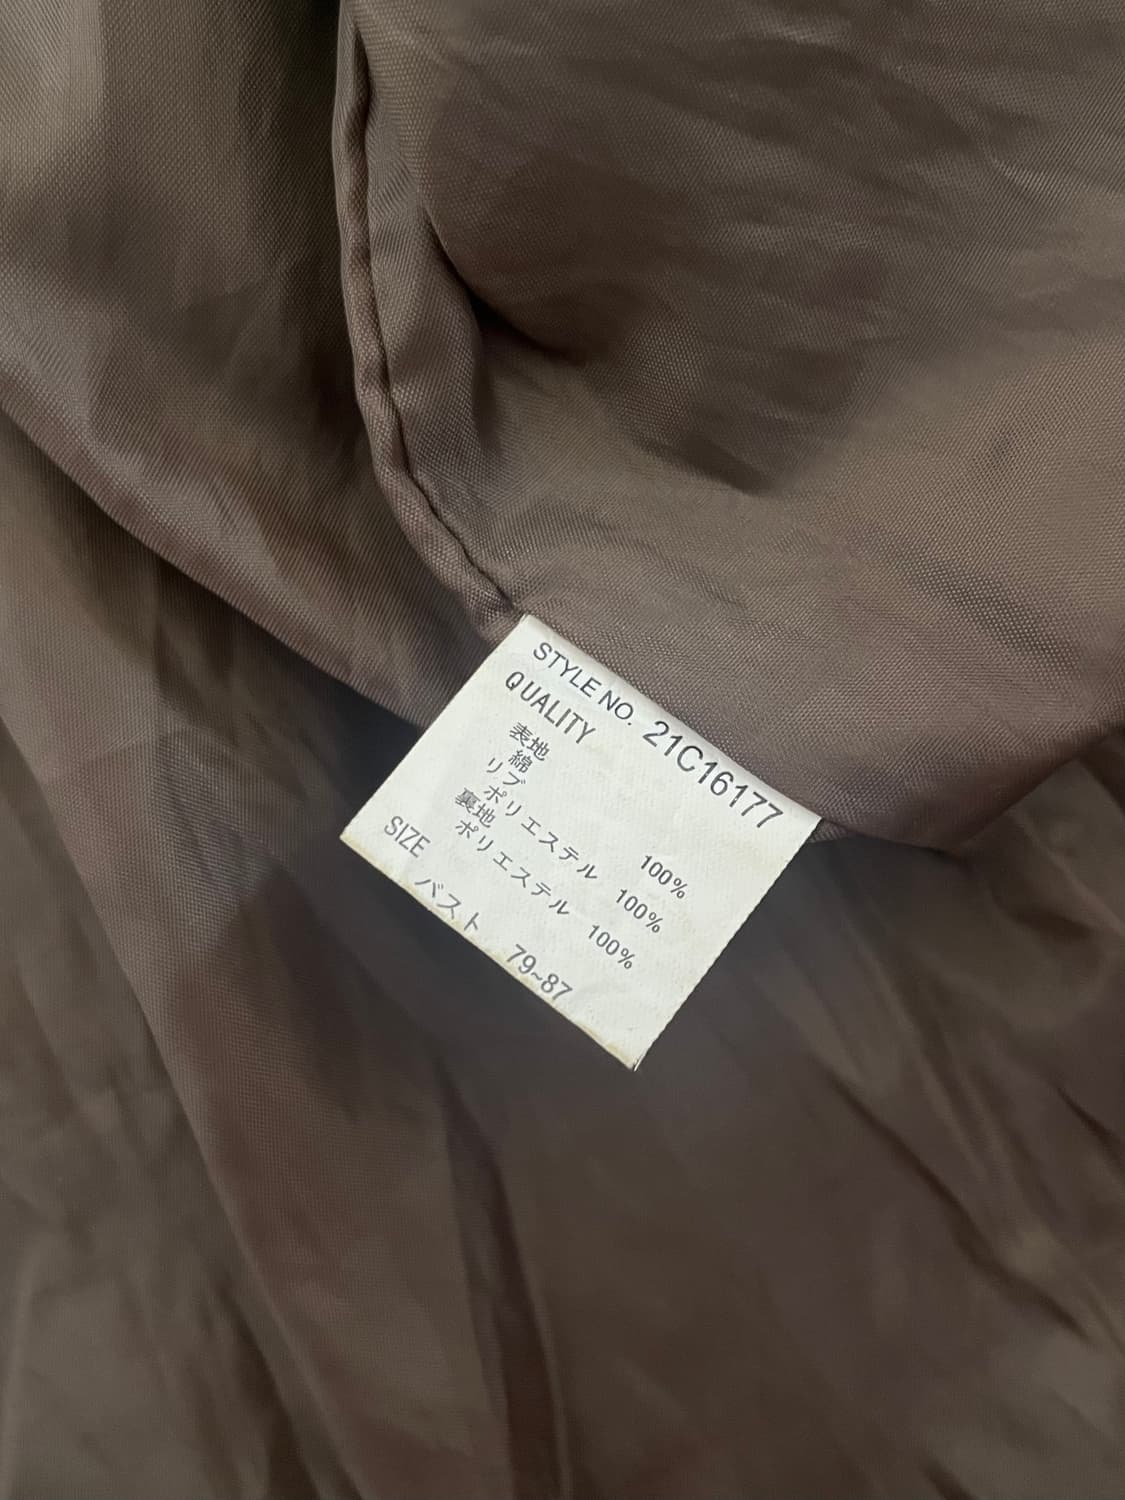 STYLE NO. 21C16177
QUALITY
表地
綿 100%
リブ
ポリエステル 100%
裏地
ポリエステル 100%
SIZE
バスト 79~87